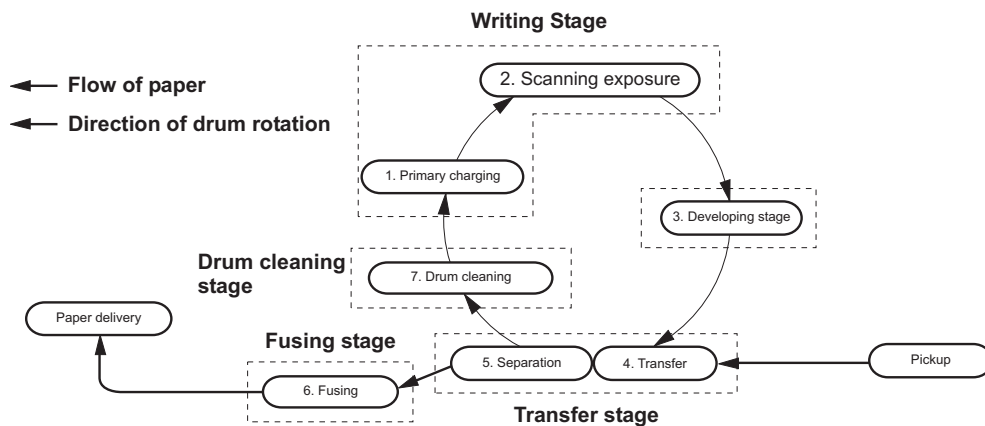 Writing Stage
2. Scanning exposure
Flow of paper
Direction of drum rotation
1. Primary charging
3. Developing stage
Drum cleaning
stage
7. Drum cleaning
Paper delivery
Fusing stage
5. Separation
4. Transfer
Pickup
6. Fusing
Transfer stage